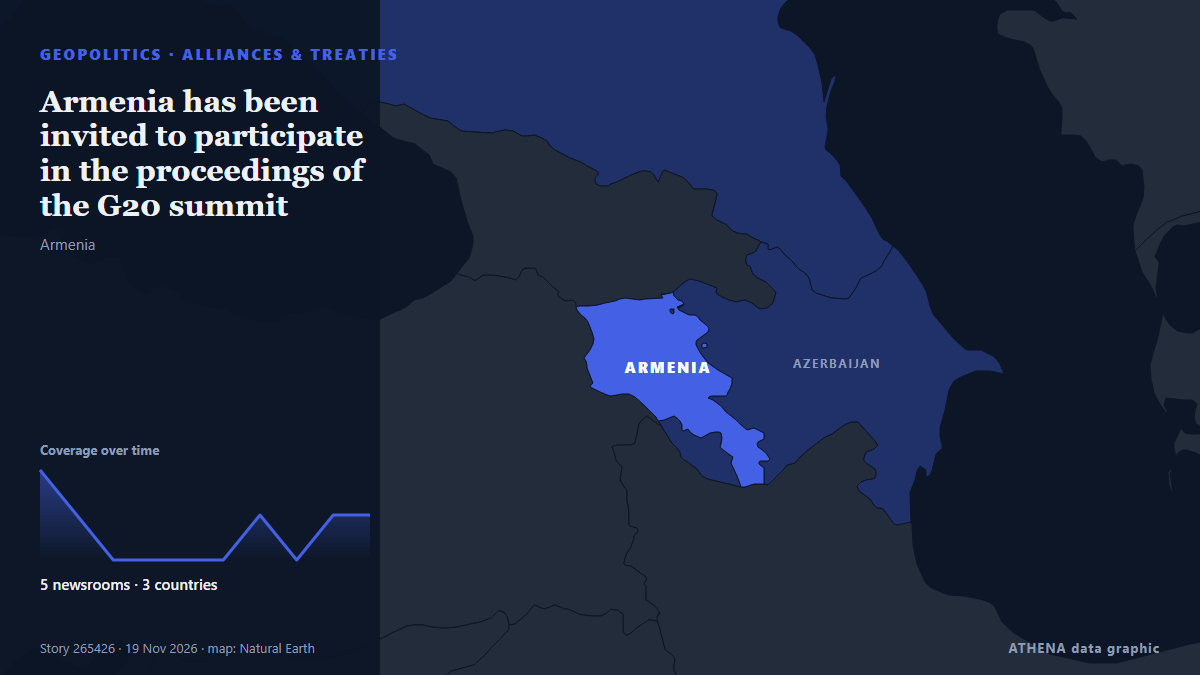 GEOPOLITICS · ALLIANCES & TREATIES
Armenia has been
invited to participate
in the proceedings of
the G20 summit
Armenia
ARMENIA
AZERBAIJAN
Coverage over time
5 newsrooms · 3 countries
Story 265426 · 19 Nov 2026 · map: Natural Earth
ATHENA data graphic